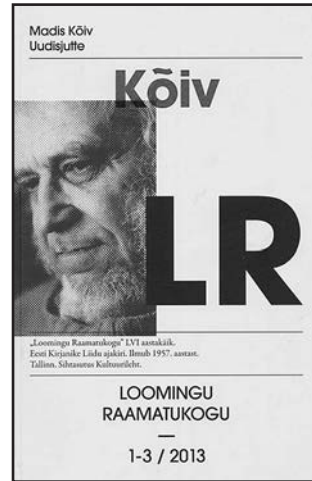 Madis Kõiv
Uudisjutte
Kõiv
LR
„Loomingu Raamatukogu” LVI aastakäik.
Eesti Kirjanike Liidu ajakiri. Ilmub 1957. aastast.
Tallinn. Sihtasutus Kultuurileht.
LOOMINGU
RAAMATUKOGU
—
1-3 / 2013